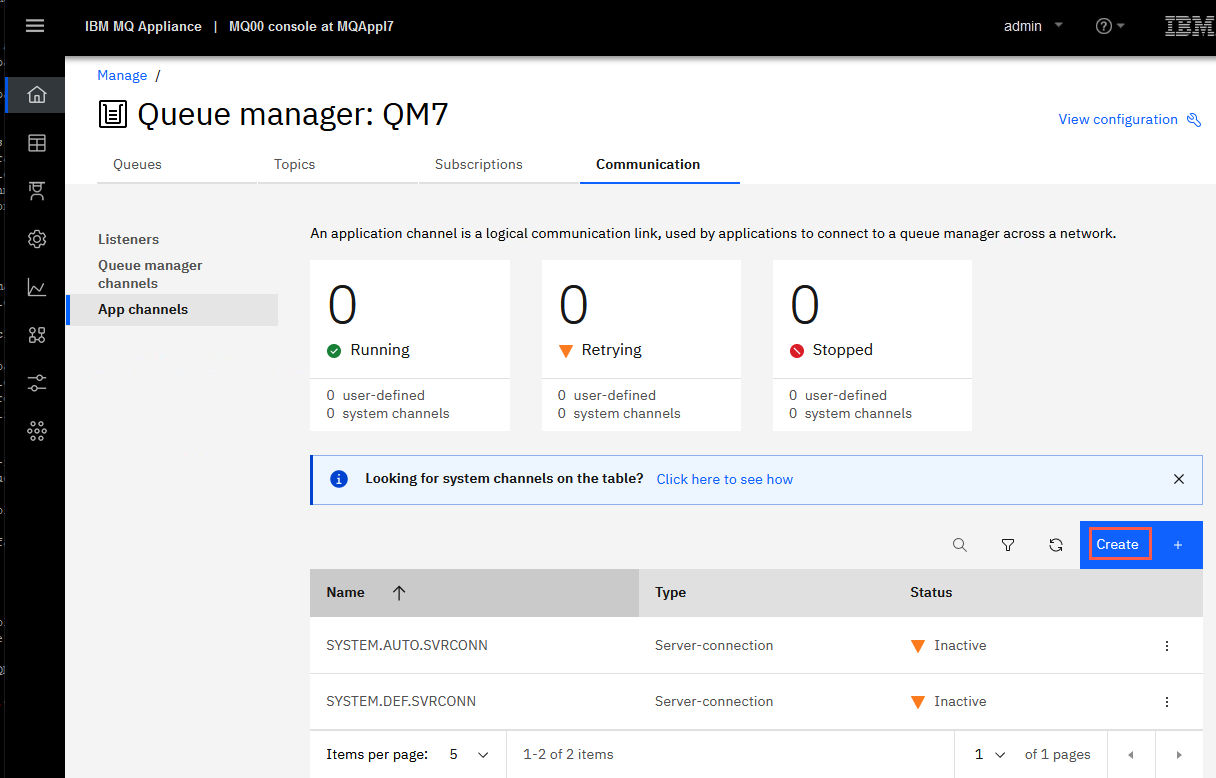 IBM MQ Appliance | MQ00 console at MQAppl7
admin
IBM
Manage /
Queue manager: QM7
View configuration
Queues Topics Subscriptions Communication
Listeners
Queue manager
channels
App channels
An application channel is a logical communication link, used by applications to connect to a queue manager across a network.
0
Running
0 user-defined
0 system channels
0
Retrying
0 user-defined
0 system channels
0
Stopped
0 user-defined
0 system channels
Looking for system channels on the table? Click here to see how
Create +
Name Type Status
SYSTEM.AUTO.SVRCONN Server-connection Inactive
SYSTEM.DEF.SVRCONN Server-connection Inactive
Items per page: 5 1-2 of 2 items 1 of 1 pages